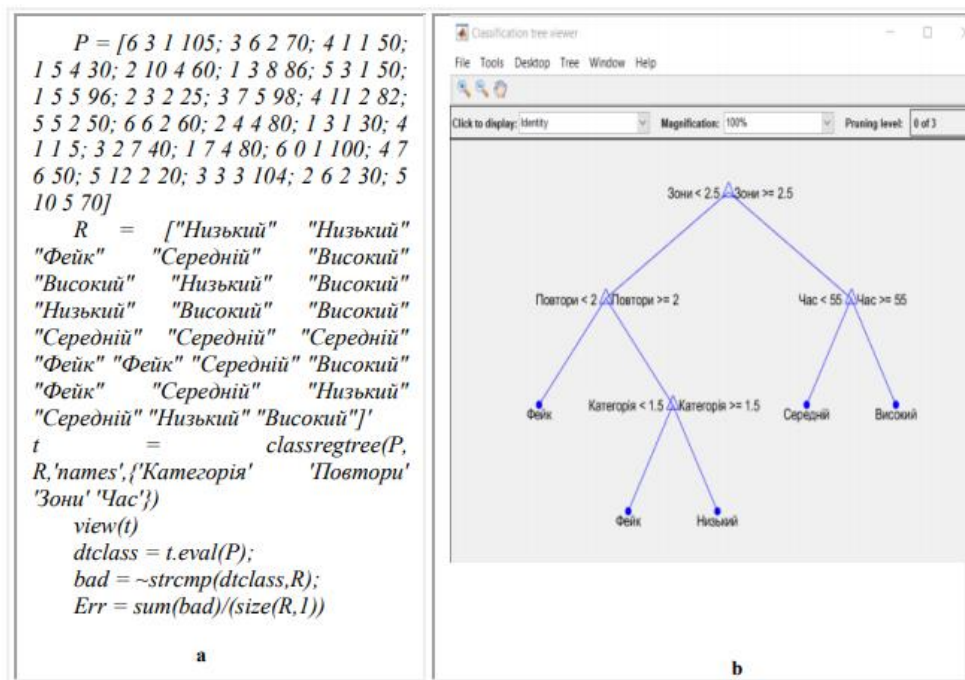 P = [6 3 1 105; 3 6 2 70; 4 1 1 50;
1 5 4 30; 2 10 4 60; 1 3 8 86; 5 3 1 50;
1 5 5 96; 2 3 2 25; 3 7 5 98; 4 11 2 82;
5 5 2 50; 6 6 2 60; 2 4 4 80; 1 3 1 30; 4
1 1 5; 3 2 7 40; 1 7 4 80; 6 0 1 100; 4 7
6 50; 5 12 2 20; 3 3 3 104; 2 6 2 30; 5
10 5 70]
R = ["Низький" "Низький"
"Фейк" "Середній" "Високий"
"Високий" "Низький" "Високий"
"Низький" "Високий" "Високий"
"Середній" "Середній" "Середній"
"Фейк" "Фейк" "Середній" "Високий"
"Фейк" "Середній" "Низький"
"Середній" "Низький" "Високий"]'
t = classregtree(P,
R,'names',{'Категорія' 'Повтори'
'Зони' 'Час'})
view(t)
dtclass = t.eval(P);
bad = ~strcmp(dtclass,R);
Err = sum(bad)/(size(R,1))
a
Classification tree viewer
File Tools Desktop Tree Window Help
Click to display: Identity Magnification: 100% Pruning level: 0 of 3
Зони < 2.5 Зони >= 2.5
Повтори < 2 Повтори >= 2 Час < 55 Час >= 55
Фейк Категорія < 1.5 Категорія >= 1.5 Середній Високий
Фейк Низький
b